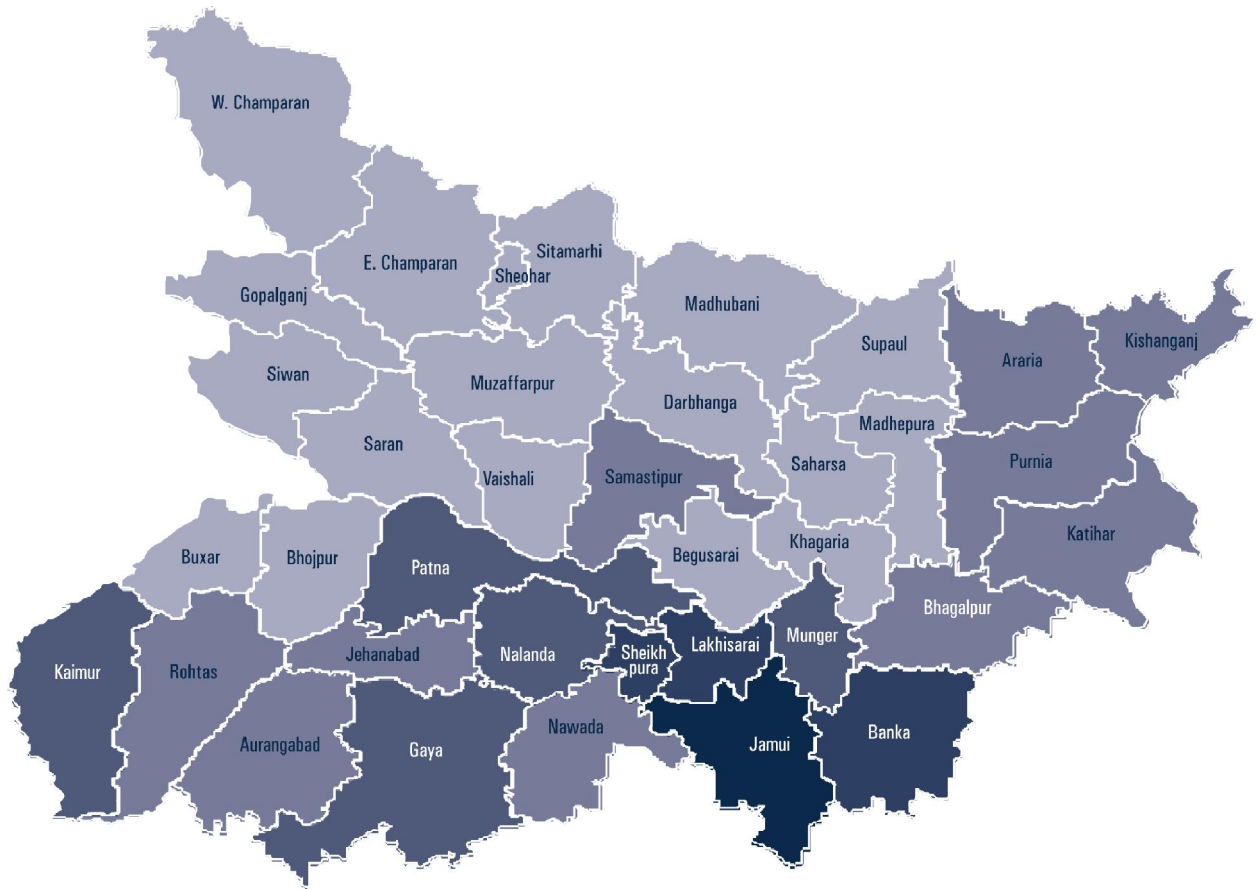 W. Champaran
E. Champaran
Sitamarhi
Sheohar
Gopalganj
Madhubani
Supaul
Araria
Kishanganj
Siwan
Muzaffarpur
Darbhanga
Madhepura
Saran
Vaishali
Samastipur
Saharsa
Purnia
Buxar
Bhojpur
Patna
Begusarai
Khagaria
Katihar
Kaimur
Rohtas
Jehanabad
Nalanda
Sheikh
pura
Lakhisarai
Munger
Bhagalpur
Aurangabad
Gaya
Nawada
Jamui
Banka